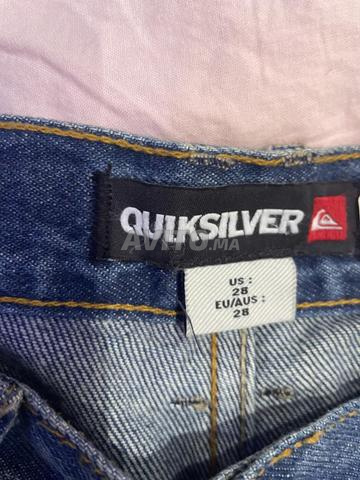 QUIKSILVER
AVITO.MA
US :
28
EU/AUS :
28